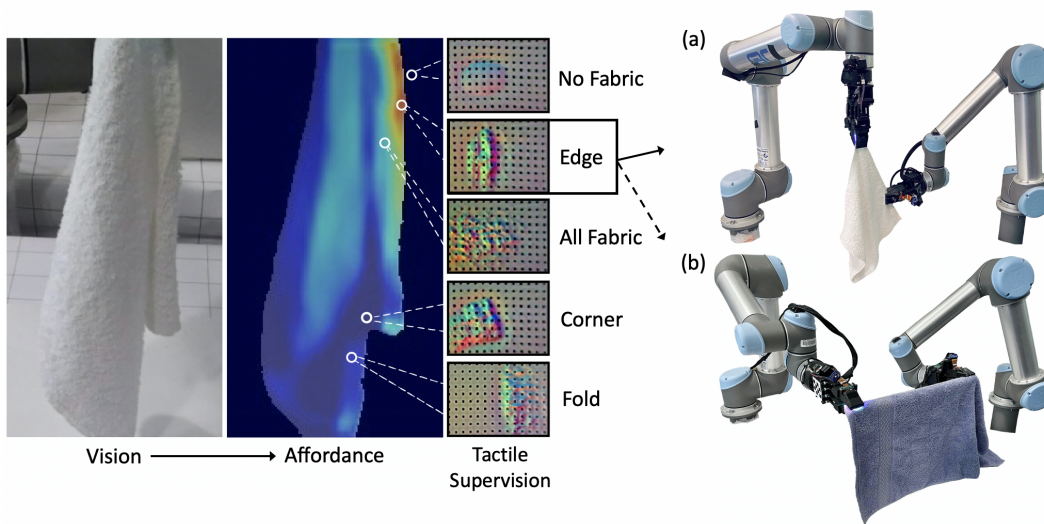 (a)
No Fabric
Edge
All Fabric
(b)
Corner
Fold
Vision
Affordance
Tactile
Supervision